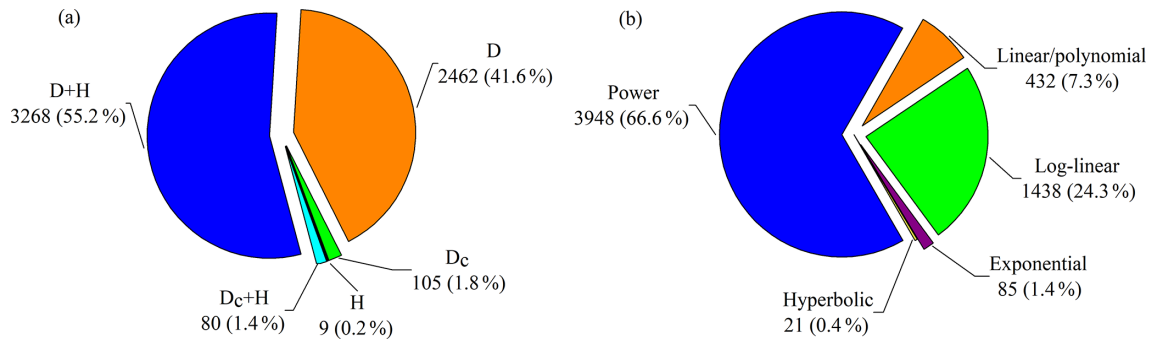 (a)
D
2462 (41.6 %)
D+H
3268 (55.2 %)
Dc
105 (1.8 %)
Dc+H
80 (1.4 %)
H
9 (0.2 %)
(b)
Linear/polynomial
432 (7.3 %)
Power
3948 (66.6 %)
Log-linear
1438 (24.3 %)
Exponential
85 (1.4 %)
Hyperbolic
21 (0.4 %)